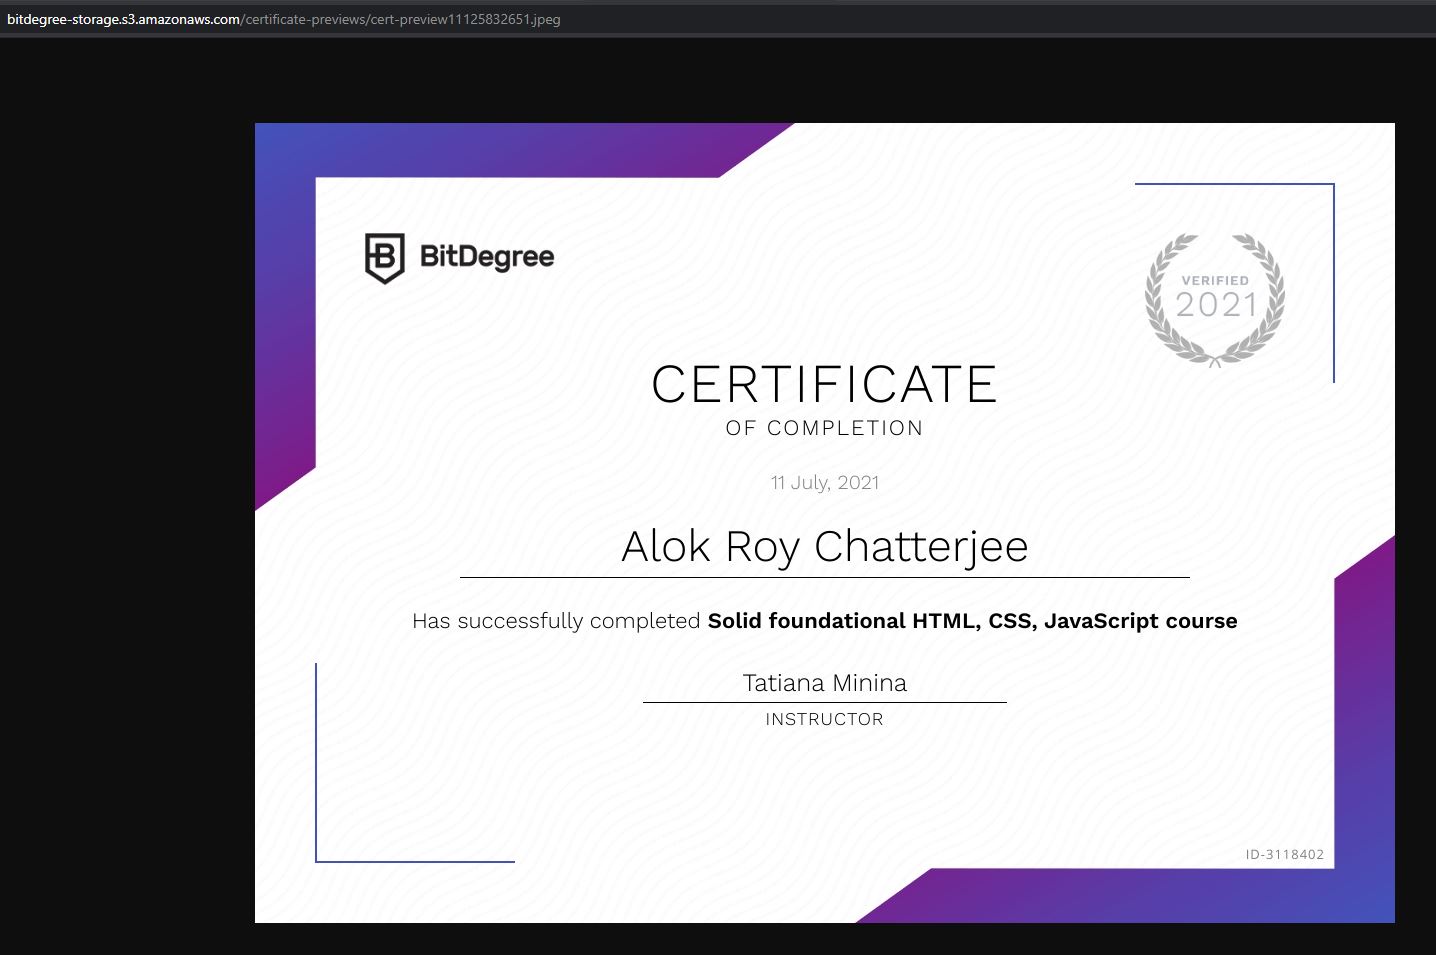 bitdegree-storage.s3.amazonaws.com/certificate-previews/cert-preview11125832651.jpeg
B BitDegree
VERIFIED
2021
CERTIFICATE
OF COMPLETION
11 July, 2021
Alok Roy Chatterjee
Has successfully completed Solid foundational HTML, CSS, JavaScript course
Tatiana Minina
INSTRUCTOR
ID-3118402